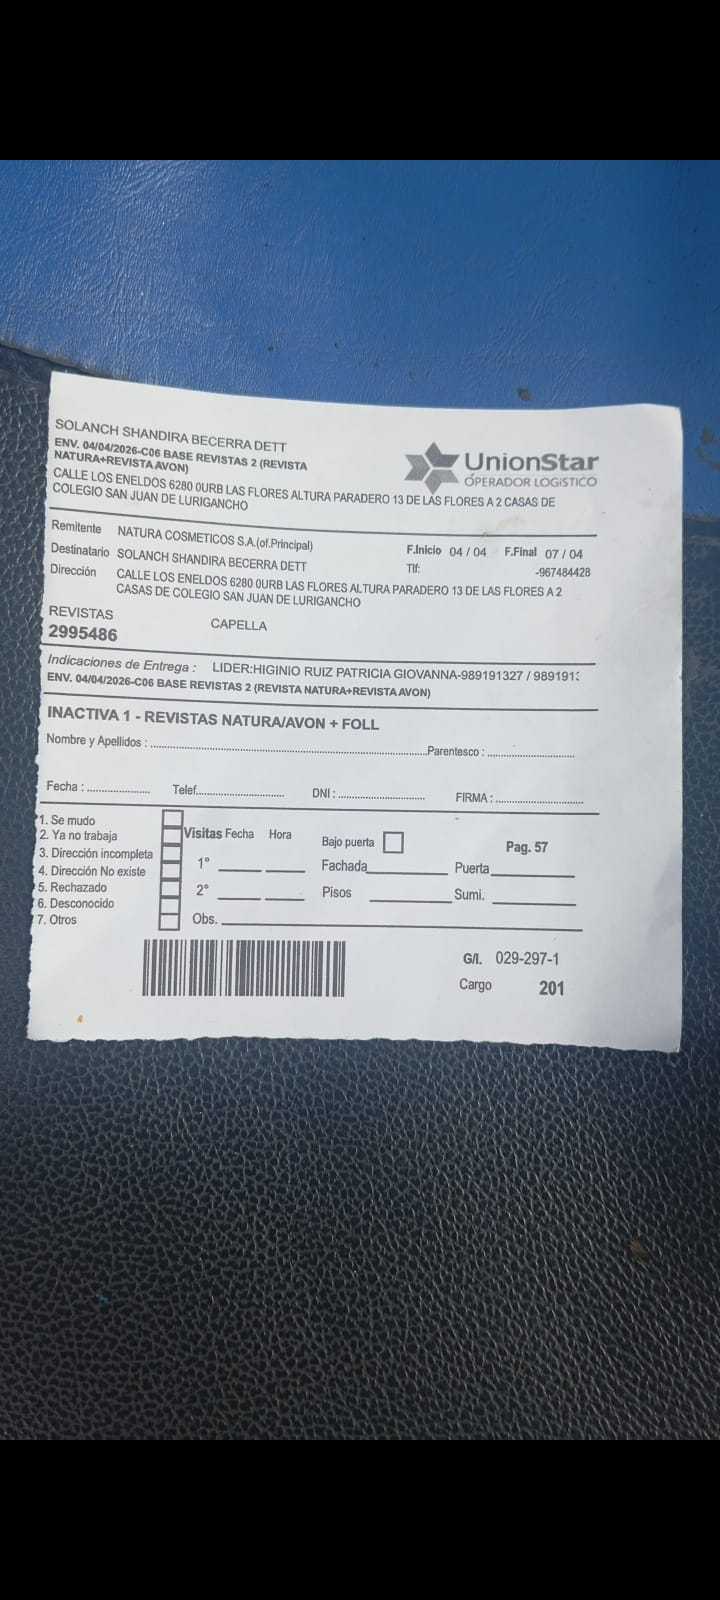 SOLANCH SHANDIRA BECERRA DETT
ENV. 04/04/2026-C06 BASE REVISTAS 2 (REVISTA
NATURA+REVISTA AVON)
CALLE LOS ENELDOS 6280 0URB LAS FLORES ALTURA PARADERO 13 DE LAS FLORES A 2 CASAS DE
COLEGIO SAN JUAN DE LURIGANCHO
UnionStar
OPERADOR LOGISTICO
Remitente NATURA COSMETICOS S.A.(of.Principal)
F.Inicio 04 / 04 F.Final 07 / 04
Destinatario SOLANCH SHANDIRA BECERRA DETT
Tlf: -967484428
Dirección CALLE LOS ENELDOS 6280 0URB LAS FLORES ALTURA PARADERO 13 DE LAS FLORES A 2
CASAS DE COLEGIO SAN JUAN DE LURIGANCHO
REVISTAS CAPELLA
2995486
Indicaciones de Entrega : LIDER:HIGINIO RUIZ PATRICIA GIOVANNA-989191327 / 989191
ENV. 04/04/2026-C06 BASE REVISTAS 2 (REVISTA NATURA+REVISTA AVON)
INACTIVA 1 - REVISTAS NATURA/AVON + FOLL
Nombre y Apellidos : Parentesco :
Fecha : Telef. DNI : FIRMA :
1. Se mudo
2. Ya no trabaja
3. Dirección incompleta
4. Dirección No existe
5. Rechazado
6. Desconocido
7. Otros
Visitas Fecha Hora Bajo puerta Pag. 57
1° Fachada Puerta
2° Pisos Sumi.
Obs.
G/I. 029-297-1
Cargo 201